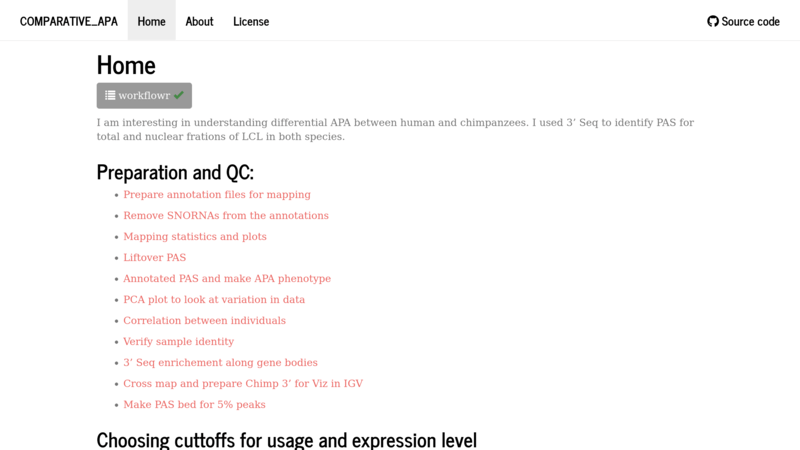 COMPARATIVE_APA Home About License Source code
Home
workflowr
I am interesting in understanding differential APA between human and chimpanzees. I used 3’ Seq to identify PAS for
total and nuclear frations of LCL in both species.
Preparation and QC:
Prepare annotation files for mapping
Remove SNORNAs from the annotations
Mapping statistics and plots
Liftover PAS
Annotated PAS and make APA phenotype
PCA plot to look at variation in data
Correlation between individuals
Verify sample identity
3’ Seq enrichement along gene bodies
Cross map and prepare Chimp 3’ for Viz in IGV
Make PAS bed for 5% peaks
Choosing cuttoffs for usage and expression level